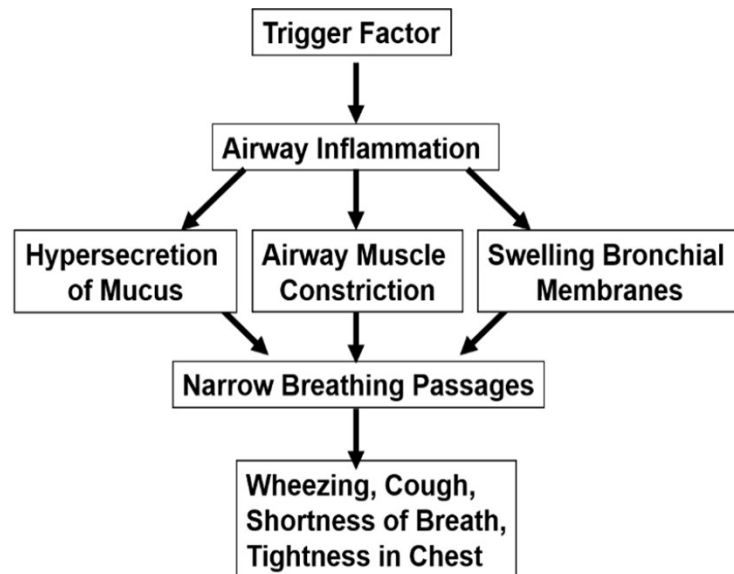 Trigger Factor
Airway Inflammation
Hypersecretion
of Mucus
Airway Muscle
Constriction
Swelling Bronchial
Membranes
Narrow Breathing Passages
Wheezing, Cough,
Shortness of Breath,
Tightness in Chest